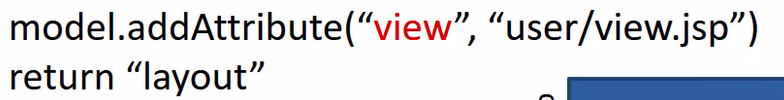 model.addAttribute(“view”, “user/view.jsp”)
return “layout”